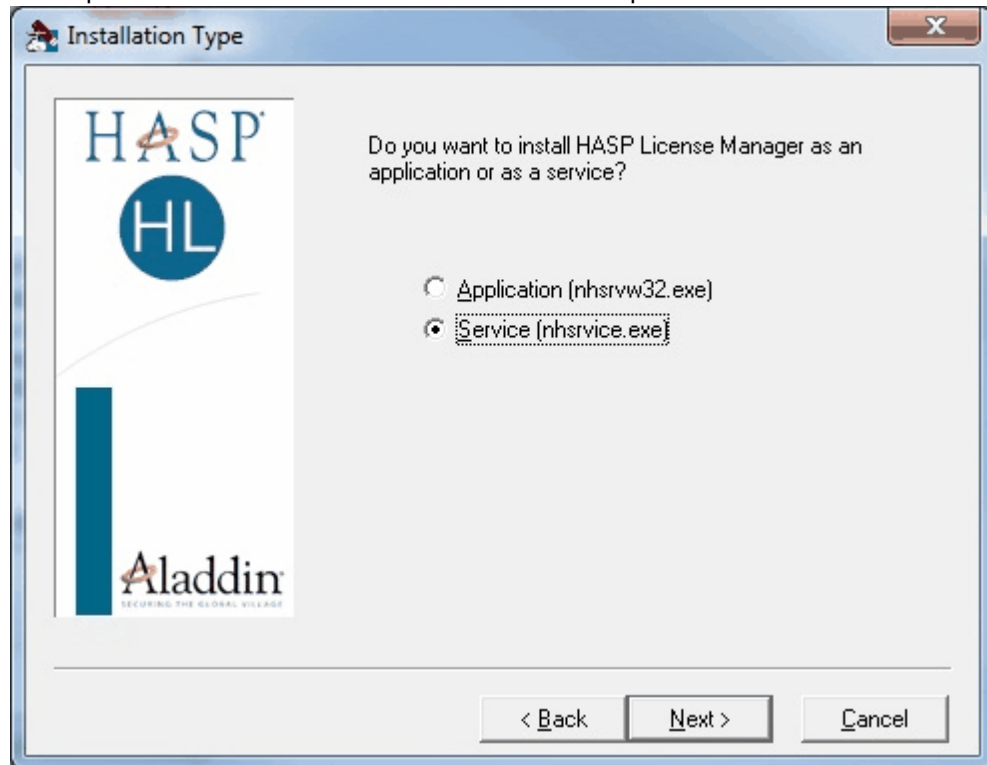 Installation Type
HASP
HL
Do you want to install HASP License Manager as an
application or as a service?
Application (nhsrvw32.exe)
Service (nhsrvice.exe)
Aladdin
SECURING THE GLOBAL VILLAGE
< Back
Next >
Cancel